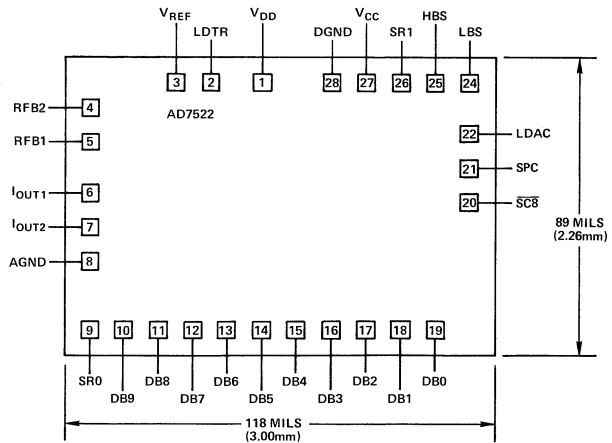 VREF LDTR VDD DGND VCC SR1 HBS LBS
3 2 1 28 27 26 25 24
AD7522
RFB2 4
RFB1 5
IOUT1 6
IOUT2 7
AGND 8
22 LDAC
21 SPC
20 SC8
89 MILS
(2.26mm)
9 10 11 12 13 14 15 16 17 18 19
SR0 DB9 DB8 DB7 DB6 DB5 DB4 DB3 DB2 DB1 DB0
118 MILS
(3.00mm)